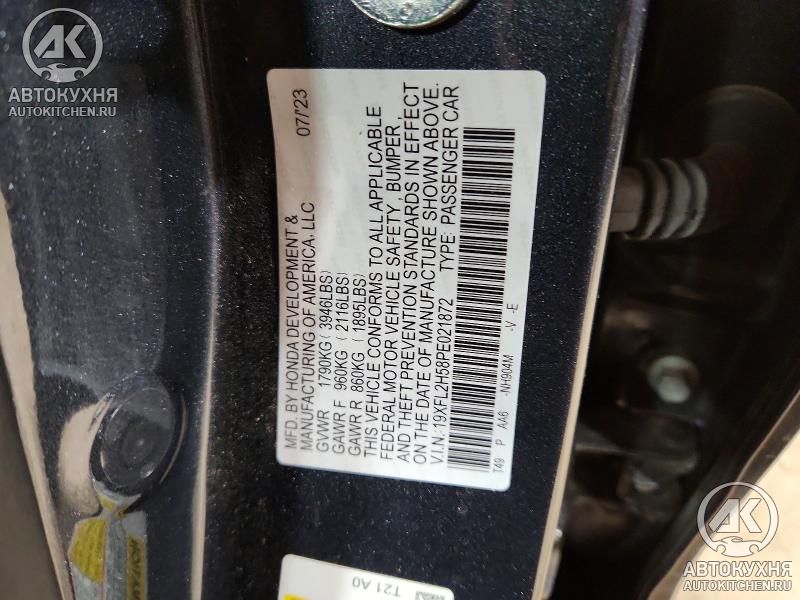 АК
АВТОКУХНЯ
AUTOKITCHEN.RU
MFD. BY HONDA DEVELOPMENT & 07/'23
MANUFACTURING OF AMERICA, LLC
GVWR 1790KG (3946LBS)
GAWR F 960KG (2116LBS)
GAWR R 860KG (1895LBS)
THIS VEHICLE CONFORMS TO ALL APPLICABLE
FEDERAL MOTOR VEHICLE SAFETY, BUMPER,
AND THEFT PREVENTION STANDARDS IN EFFECT
ON THE DATE OF MANUFACTURE SHOWN ABOVE.
V.I.N.:19XFL2H58PE021872 TYPE: PASSENGER CAR
T49 P AA6 -NH904M -V -E
T21 A0
АК
АВТОКУХНЯ
AUTOKITCHEN.RU